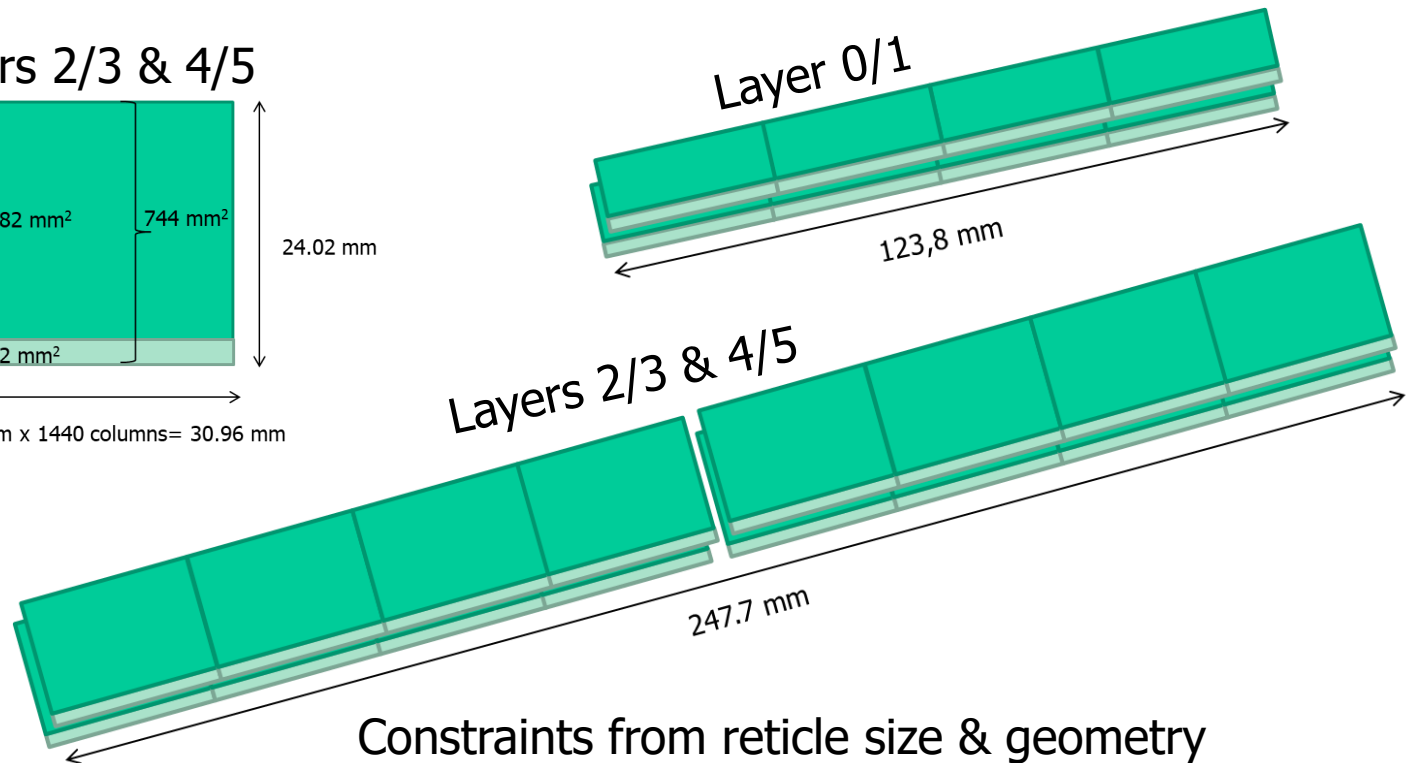 rs 2/3 & 4/5
82 mm²
744 mm²
24.02 mm
2 mm²
m x 1440 columns= 30.96 mm
Layer 0/1
123,8 mm
Layers 2/3 & 4/5
247.7 mm
Constraints from reticle size & geometry